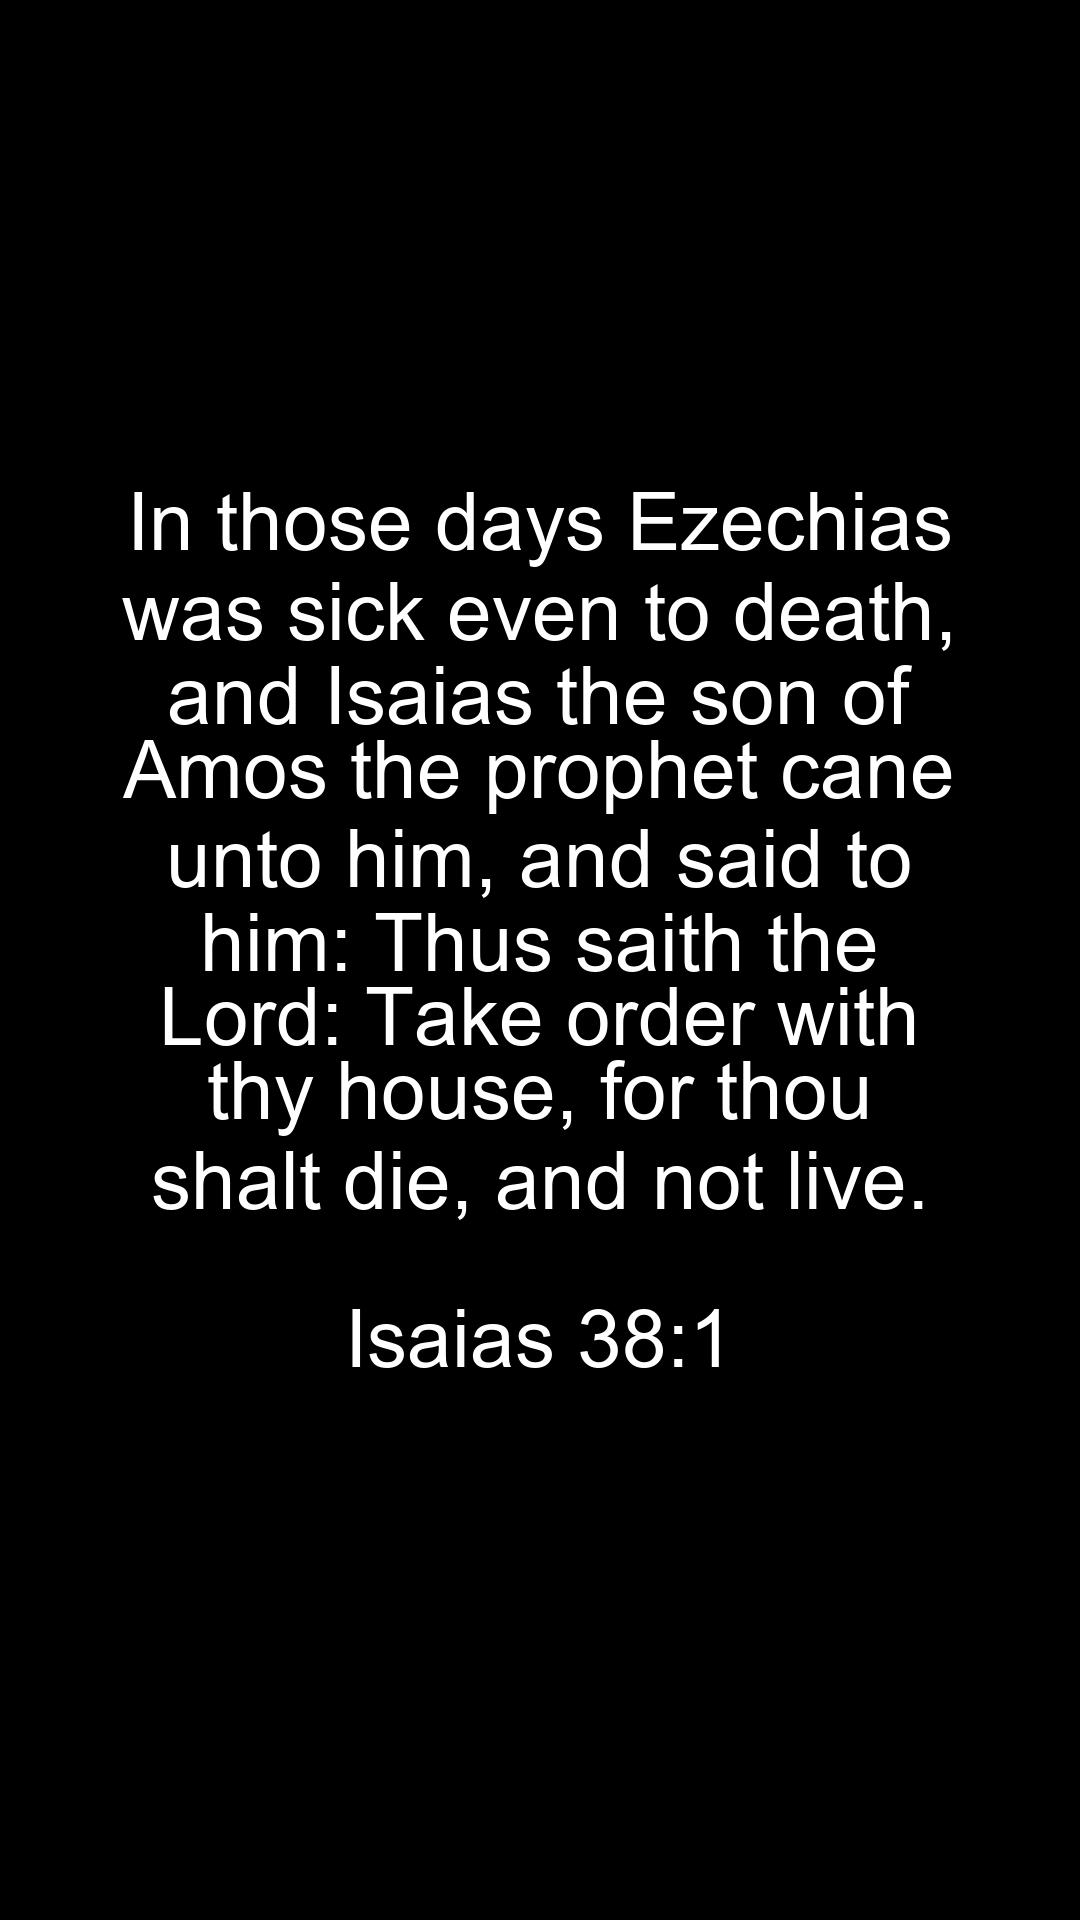 In those days Ezechias
was sick even to death,
and Isaias the son of
Amos the prophet cane
unto him, and said to
him: Thus saith the
Lord: Take order with
thy house, for thou
shalt die, and not live.
Isaias 38:1